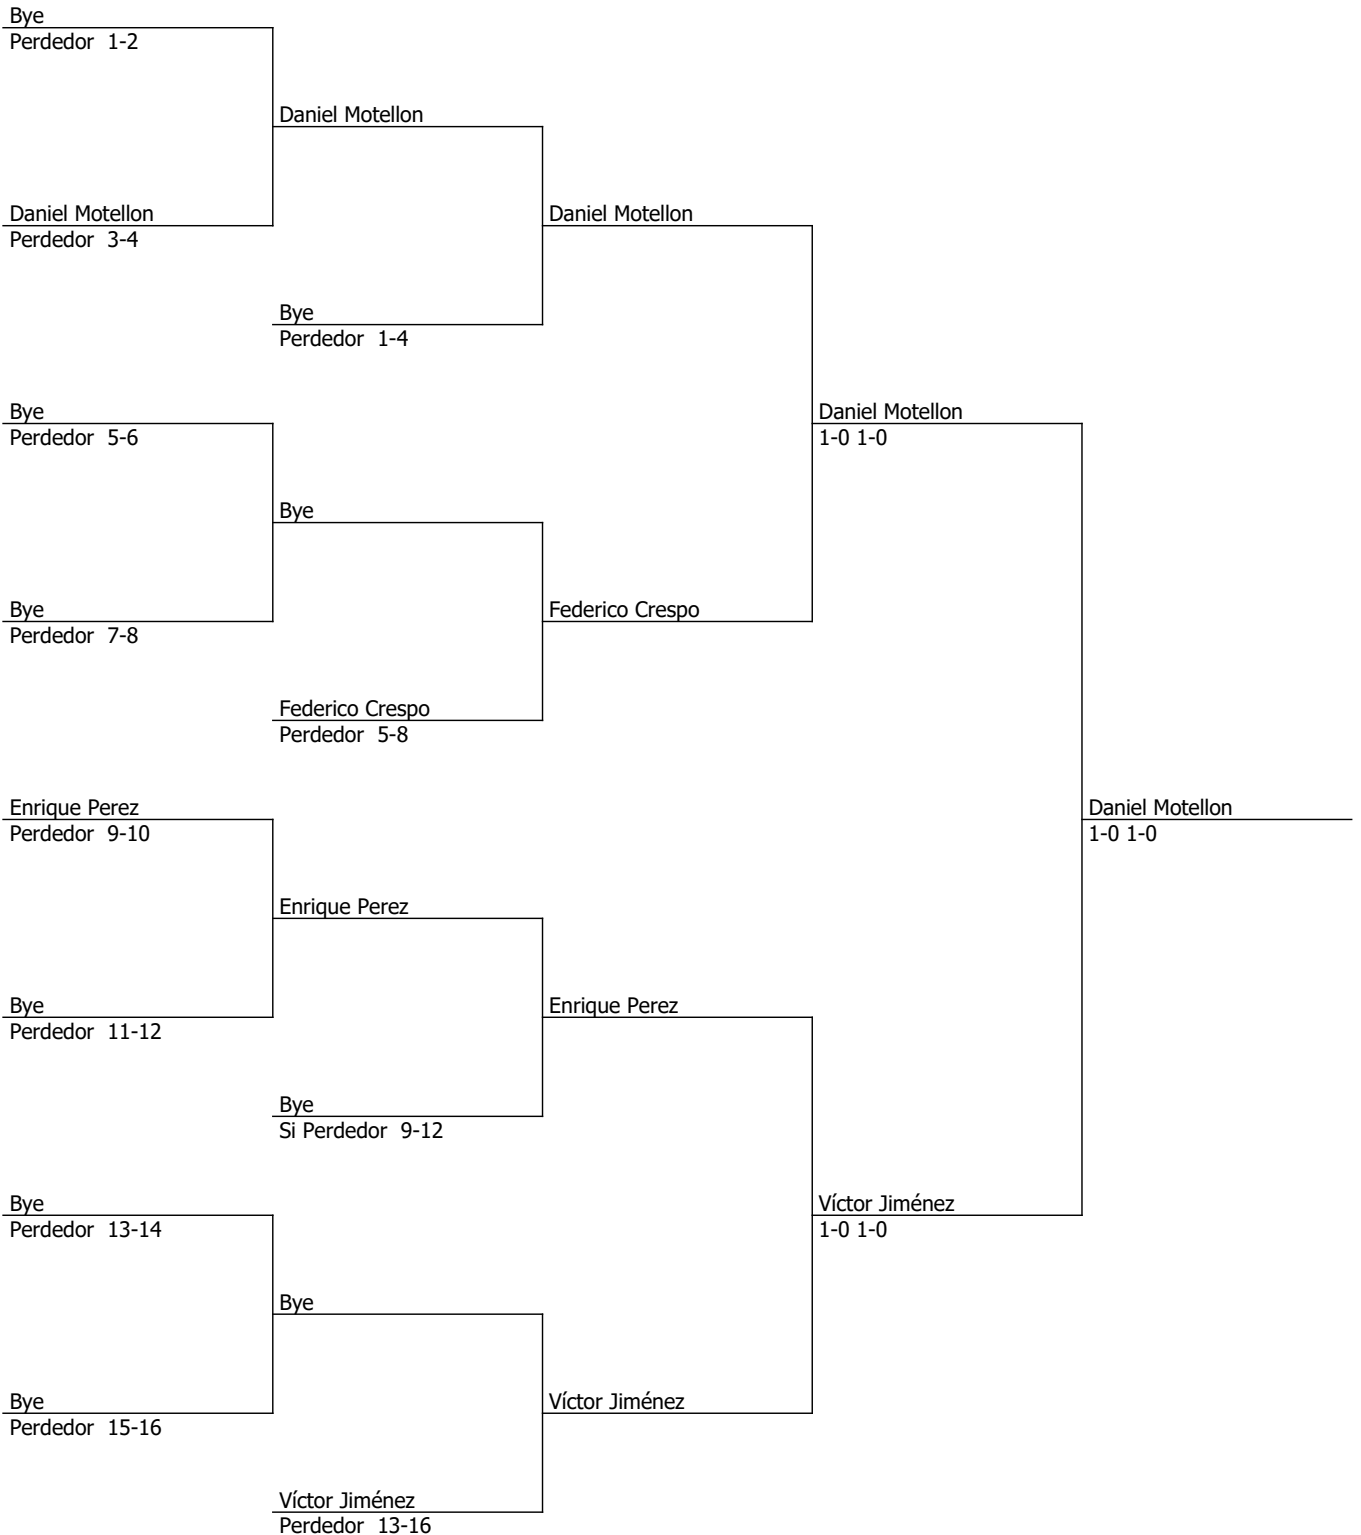 Bye
Perdedor 1-2
Daniel Motellon
Daniel Motellon
Perdedor 3-4
Daniel Motellon
Bye
Perdedor 1-4
Bye
Perdedor 5-6
Daniel Motellon
1-0 1-0
Bye
Bye
Perdedor 7-8
Federico Crespo
Federico Crespo
Perdedor 5-8
Enrique Perez
Perdedor 9-10
Daniel Motellon
1-0 1-0
Enrique Perez
Bye
Perdedor 11-12
Enrique Perez
Bye
Si Perdedor 9-12
Bye
Perdedor 13-14
Víctor Jiménez
1-0 1-0
Bye
Bye
Perdedor 15-16
Víctor Jiménez
Víctor Jiménez
Perdedor 13-16